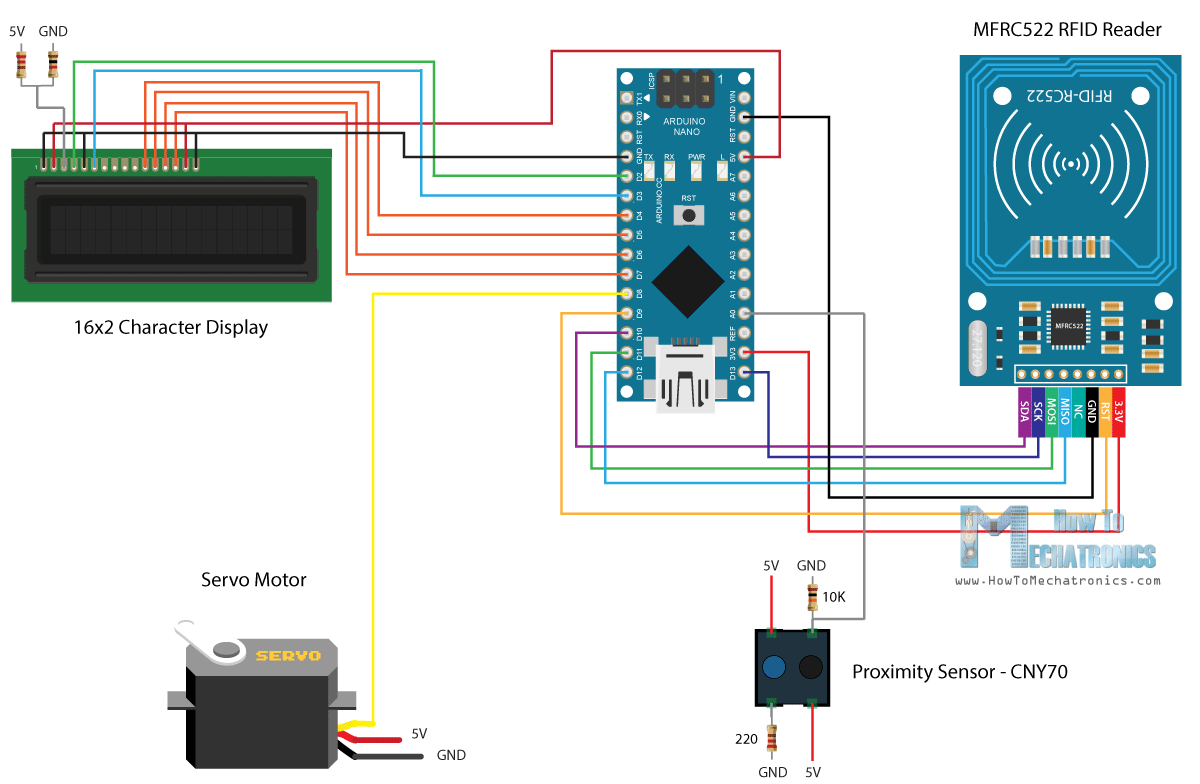 MFRC522 RFID Reader
5V GND
1
16x2 Character Display
ICSP
1
ARDUINO
NANO
TX RX PWR L
RST
ARDUINO.CC
TX1
RX0
RST
GND
D2
D3
D4
D5
D6
D7
D8
D9
D10
D11
D12
VIN
GND
RST
5V
A7
A6
A5
A4
A3
A2
A1
A0
REF
3V3
D13
RFID-RC522
MFRC522
27.120
SDA
SCK
MOSI
MISO
NC
GND
RST
3.3V
How To
MECHATRONICS
www.HowToMechatronics.com
Servo Motor
SERVO
5V
GND
5V GND
10K
Proximity Sensor - CNY70
220
GND 5V